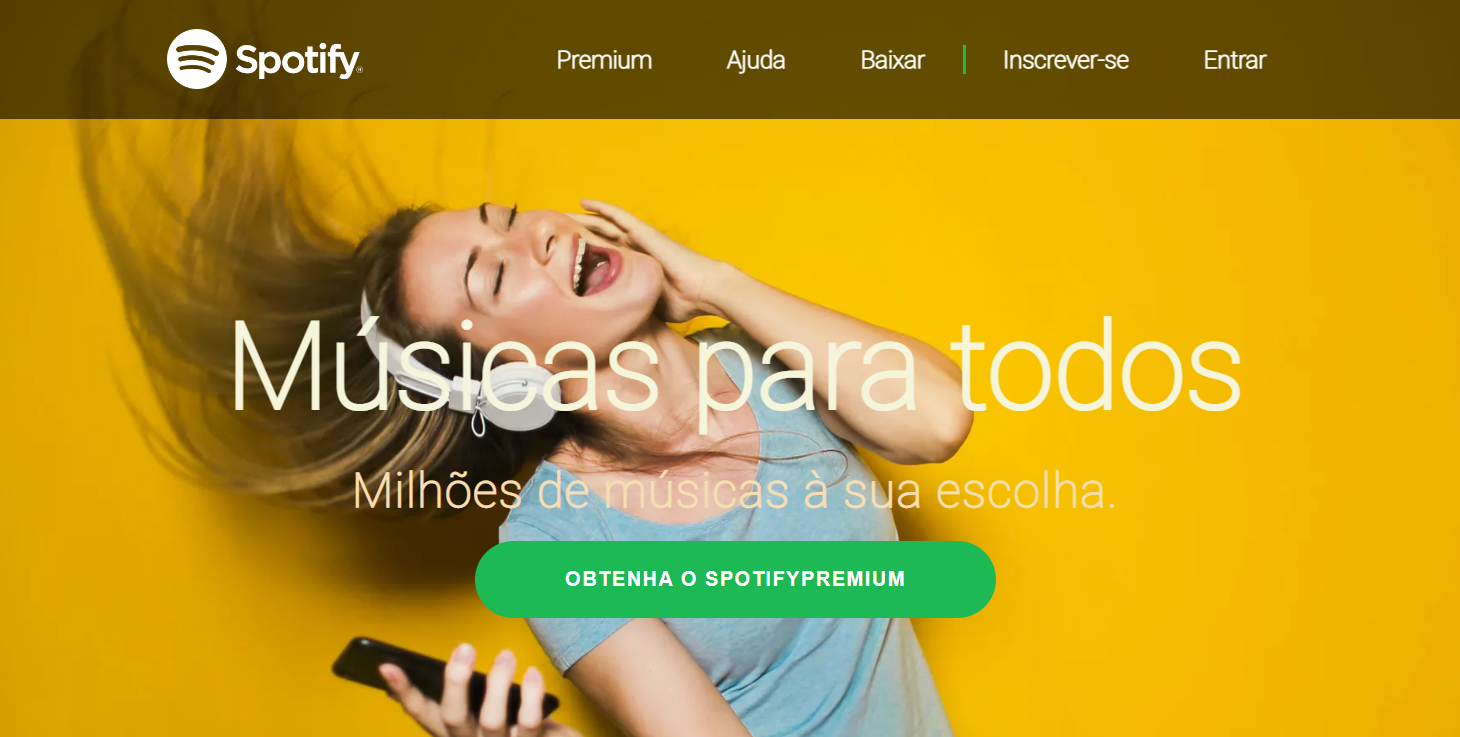 Spotify®
Premium Ajuda Baixar Inscrever-se Entrar
Músicas para todos
Milhões de músicas à sua escolha.
OBTENHA O SPOTIFYPREMIUM